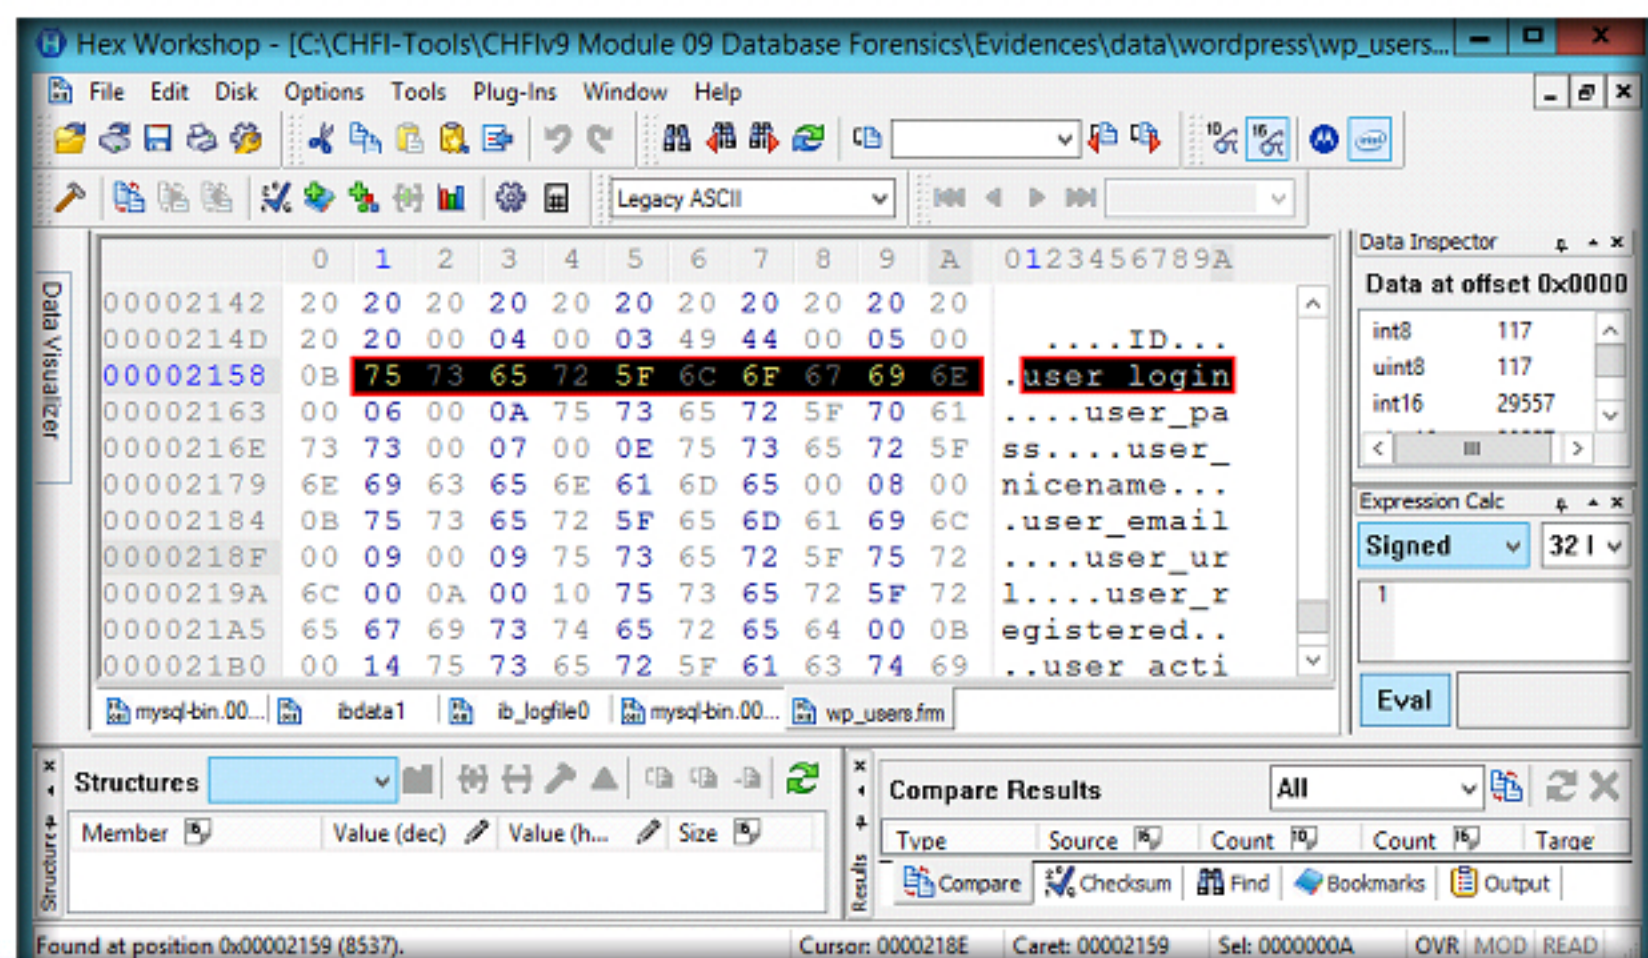 Hex Workshop - [C:\CHFI-Tools\CHFIv9 Module 09 Database Forensics\Evidences\data\wordpress\wp_users...
File Edit Disk Options Tools Plug-Ins Window Help
Legacy ASCII
Data Visualizer
0 1 2 3 4 5 6 7 8 9 A 0123456789A
00002142 20 20 20 20 20 20 20 20 20 20 20
0000214D 20 20 00 04 00 03 49 44 00 05 00 ....ID...
00002158 0B 75 73 65 72 5F 6C 6F 67 69 6E .user login
00002163 00 06 00 0A 75 73 65 72 5F 70 61 ....user_pa
0000216E 73 73 00 07 00 0E 75 73 65 72 5F ss....user_
00002179 6E 69 63 65 6E 61 6D 65 00 08 00 nicename...
00002184 0B 75 73 65 72 5F 65 6D 61 69 6C .user_email
0000218F 00 09 00 09 75 73 65 72 5F 75 72 ....user_ur
0000219A 6C 00 0A 00 10 75 73 65 72 5F 72 l....user_r
000021A5 65 67 69 73 74 65 72 65 64 00 0B egistered..
000021B0 00 14 75 73 65 72 5F 61 63 74 69 ..user acti
mysql-bin.00... ibdata1 ib_logfile0 mysql-bin.00... wp_users.frm
Data Inspector
Data at offset 0x0000
int8 117
uint8 117
int16 29557
Expression Calc
Signed 32
1
Eval
Structures
Member Value (dec) Value (h... Size
Structures
Compare Results All
Type Source Count Count Targe
Compare Checksum Find Bookmarks Output
Results
Found at position 0x00002159 (8537). Cursor: 0000218E Caret: 00002159 Sel: 0000000A OVR MOD READ